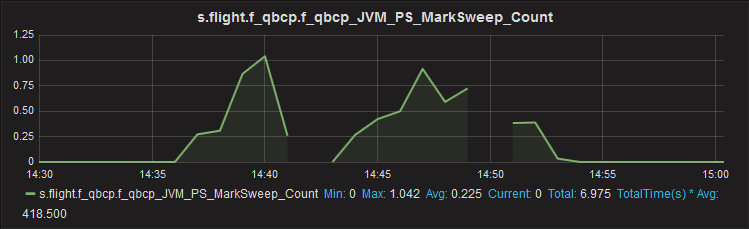 s.flight.f_qbcp.f_qbcp_JVM_PS_MarkSweep_Count
1.25
1.00
0.75
0.50
0.25
0
14:30 14:35 14:40 14:45 14:50 14:55 15:00
s.flight.f_qbcp.f_qbcp_JVM_PS_MarkSweep_Count Min: 0 Max: 1.042 Avg: 0.225 Current: 0 Total: 6.975 TotalTime(s) * Avg:
418.500